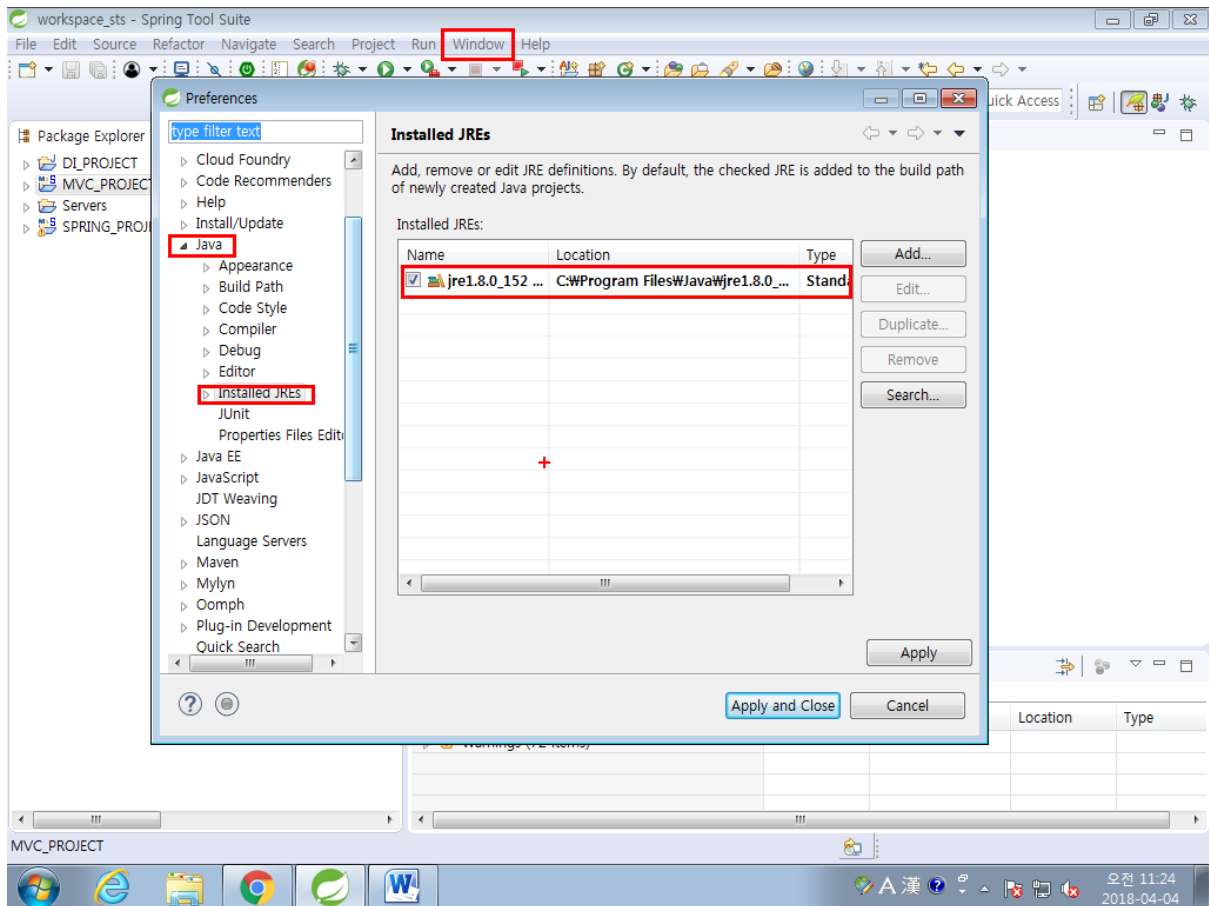 workspace_sts - Spring Tool Suite
File Edit Source Refactor Navigate Search Project Run Window Help
Preferences
uick Access
type filter text
Installed JREs
Package Explorer
DI_PROJECT
MVC_PROJEC
Servers
SPRING_PROJ
Cloud Foundry
Code Recommenders
Help
Install/Update
Java
Appearance
Build Path
Code Style
Compiler
Debug
Editor
Installed JREs
JUnit
Properties Files Edit
Java EE
JavaScript
JDT Weaving
JSON
Language Servers
Maven
Mylyn
Oomph
Plug-in Development
Quick Search
Add, remove or edit JRE definitions. By default, the checked JRE is added to the build path
of newly created Java projects.
Installed JREs:
Name Location Type
jre1.8.0_152 ... C:₩Program Files₩Java₩jre1.8.0_... Standa
Add...
Edit...
Duplicate...
Remove
Search...
Apply
Apply and Close Cancel
Location Type
Warnings (72 items)
MVC_PROJECT
A 漢
오전 11:24
2018-04-04